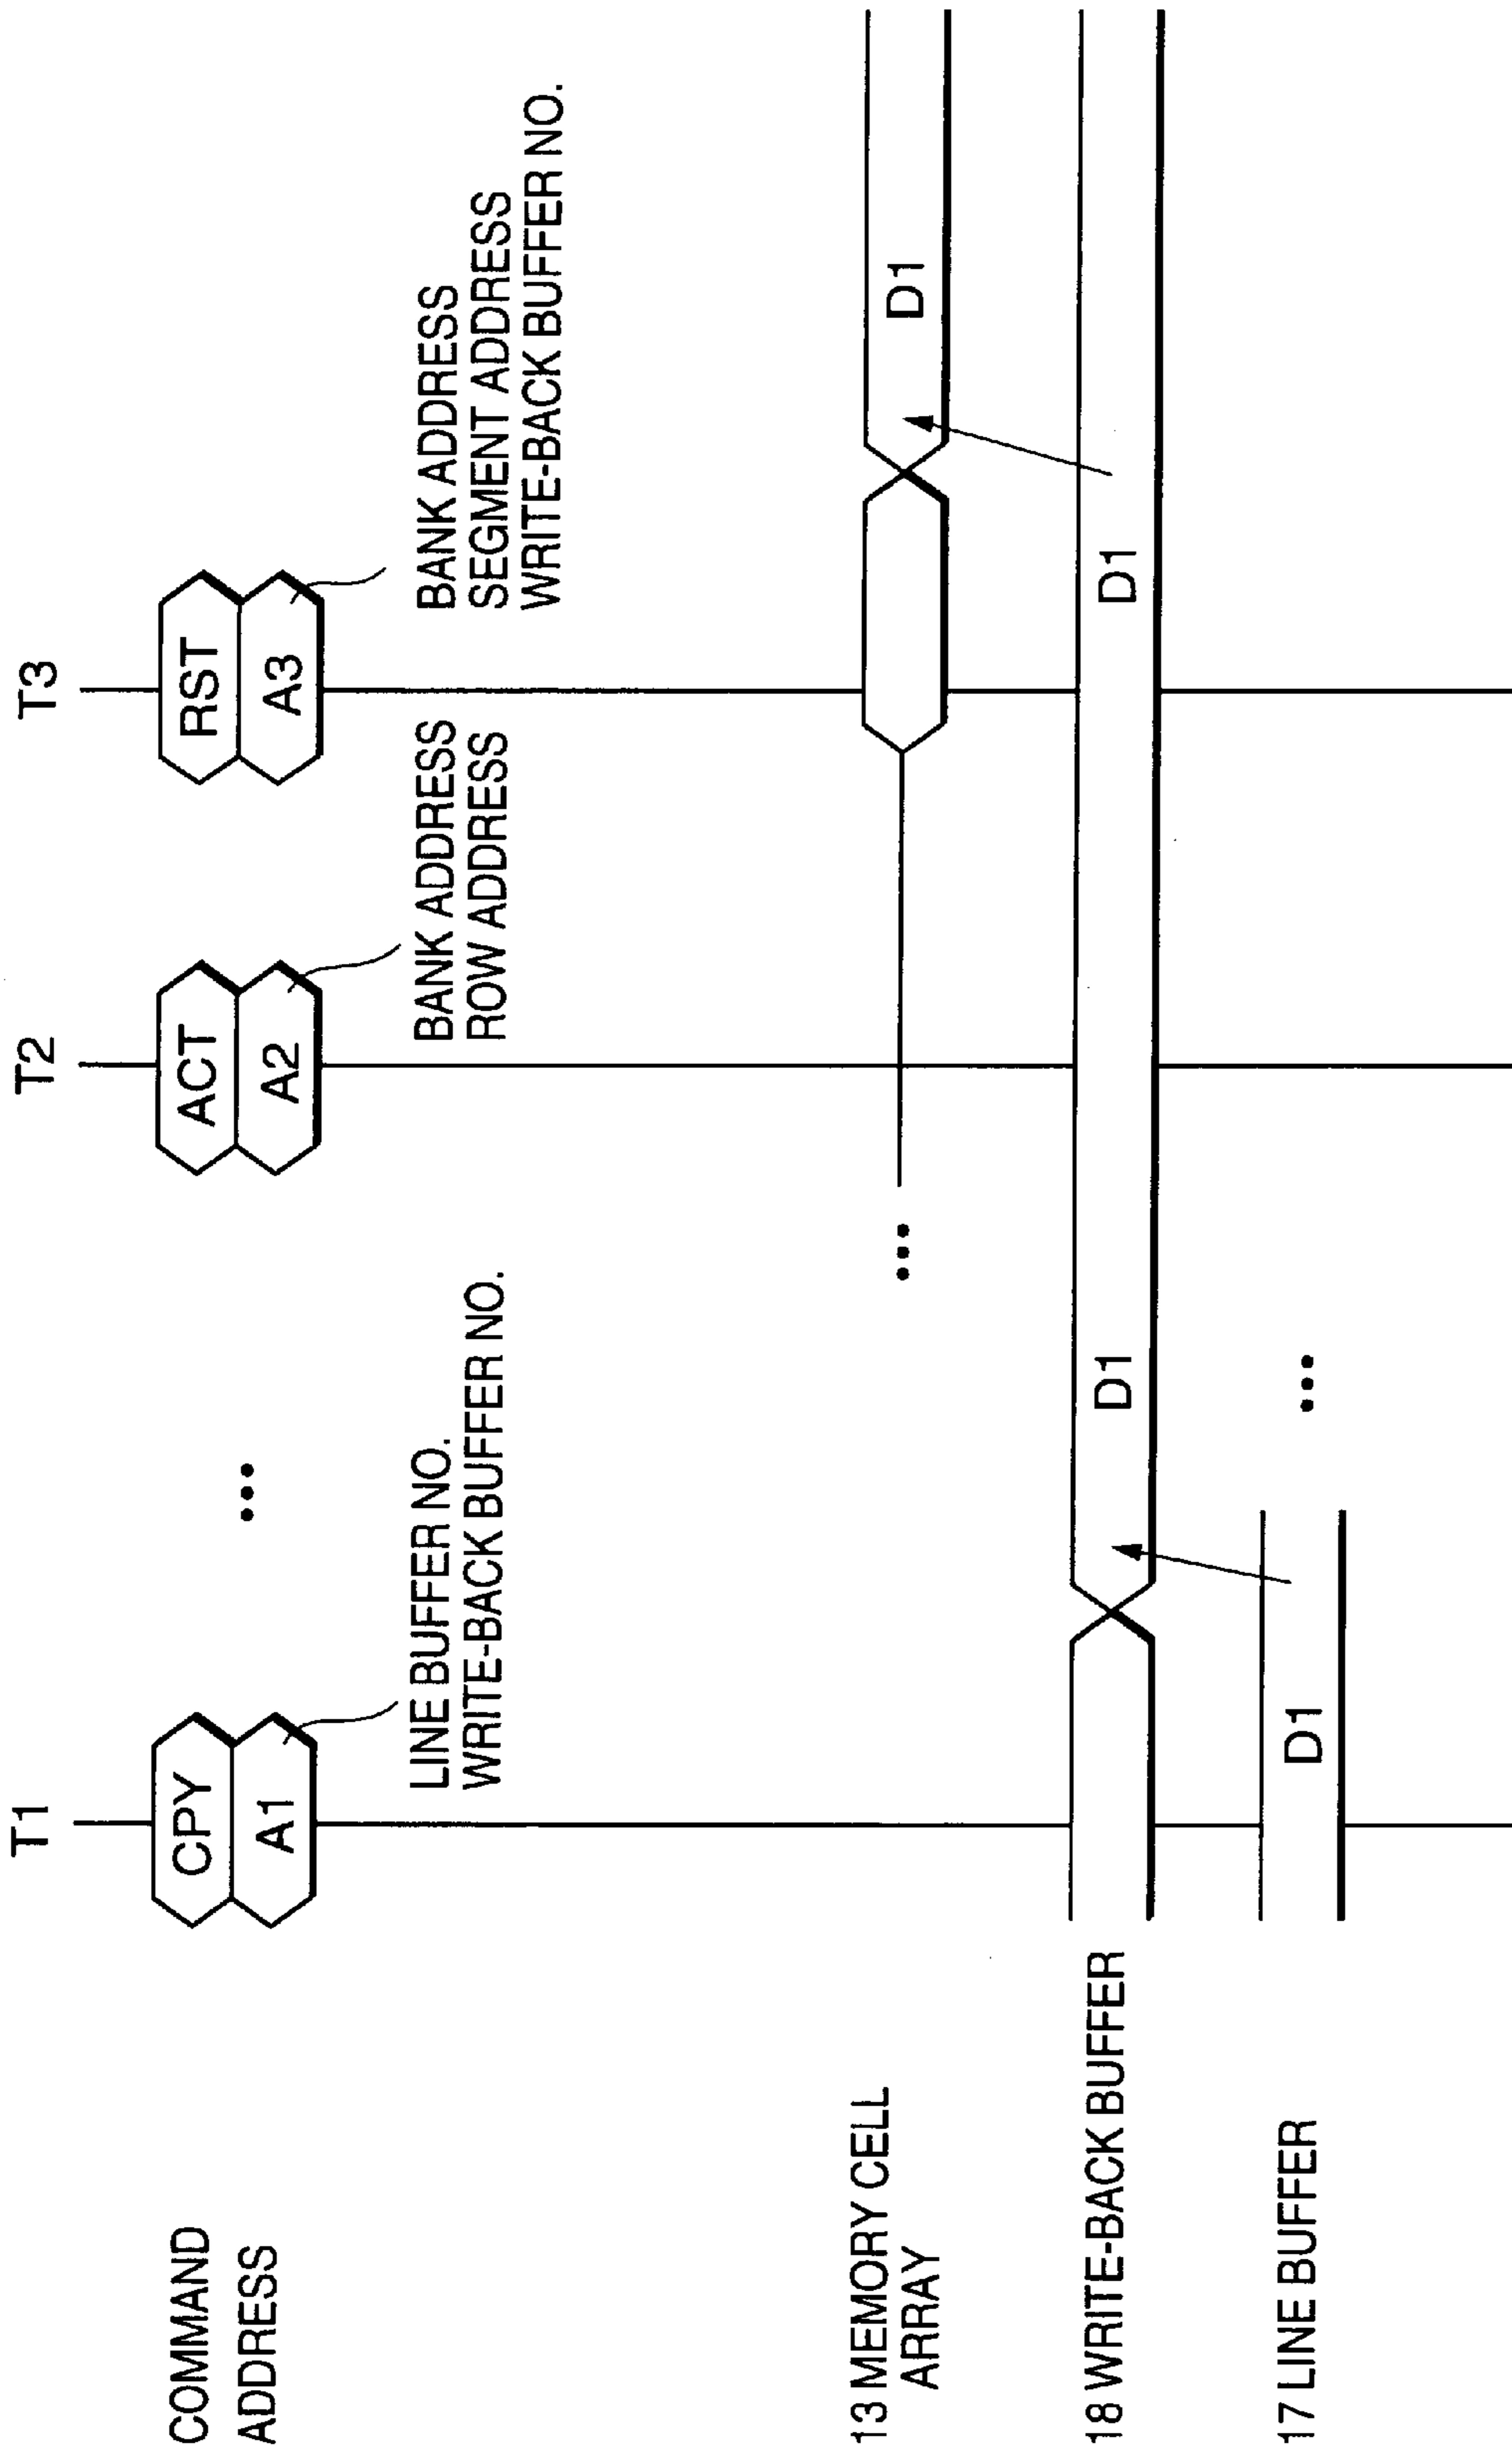 T1
T2
T3
COMMAND
CPY
...
ACT
RST
ADDRESS
A1
A2
A3
LINE BUFFER NO.
WRITE-BACK BUFFER NO.
BANK ADDRESS
ROW ADDRESS
BANK ADDRESS
SEGMENT ADDRESS
WRITE-BACK BUFFER NO.
13 MEMORY CELL
ARRAY
...
D1
18 WRITE-BACK BUFFER
D1
D1
17 LINE BUFFER
D1
...